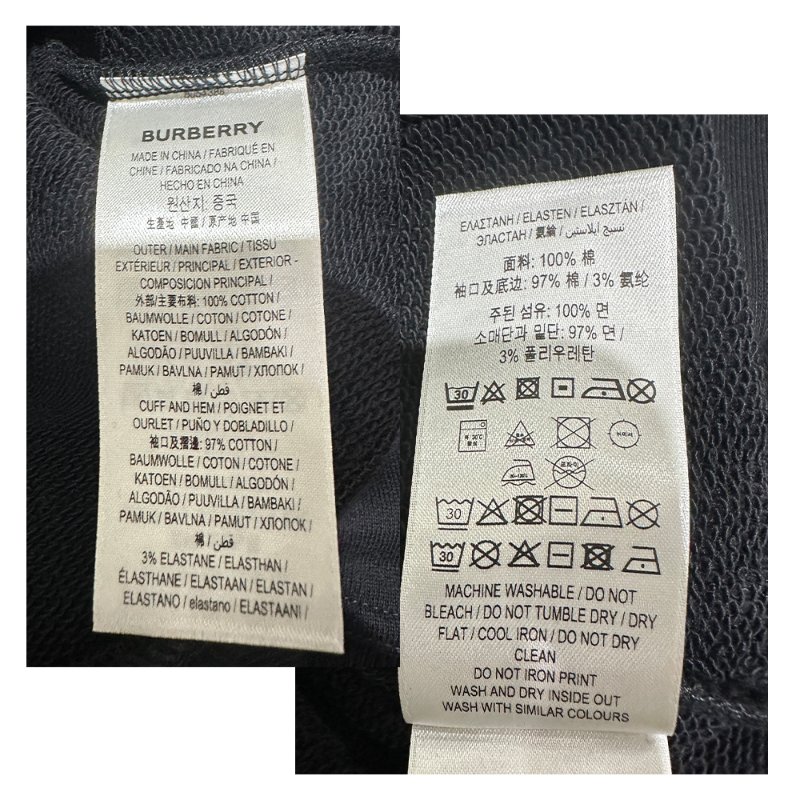 BURBERRY
MADE IN CHINA / FABRIQUÉ EN
CHINE / FABRICADO NA CHINA /
HECHO EN CHINA
원산지: 중국
生產地 中國 / 原产地 中国
OUTER / MAIN FABRIC / TISSU
EXTÉRIEUR / PRINCIPAL / EXTERIOR -
COMPOSICIÓN PRINCIPAL /
外部/主要布料: 100% COTTON /
BAUMWOLLE / COTON / COTONE /
KATOEN / BOMULL / ALGODÓN /
ALGODÃO / PUUVILLA / BAMBAKI /
PAMUK / BAVLNA / PAMUT / ХЛОПОК /
棉 / قطن /
CUFF AND HEM / POIGNET ET
OURLET / PUÑO Y DOBLADILLO /
袖口及摺邊: 97% COTTON /
BAUMWOLLE / COTON / COTONE /
KATOEN / BOMULL / ALGODÓN /
ALGODÃO / PUUVILLA / BAMBAKI /
PAMUK / BAVLNA / PAMUT / ХЛОПОК /
棉 / قطن /
3% ELASTANE / ELASTHAN /
ÉLASTHANE / ELASTAAN / ELASTAN /
ELASTANO / elastano / ELASTAANI /
ΕΛΑΣΤΑΝΗ / ELASTEN / ELASZTAN /
ЭЛАСТАН / 氨綸 / نسيج ايلاستين /
面料: 100% 棉
袖口及底边: 97% 棉 / 3% 氨纶
주된 섬유: 100% 면
소매단과 밑단: 97% 면 /
3% 폴리우레탄
30
30
30
MACHINE WASHABLE / DO NOT
BLEACH / DO NOT TUMBLE DRY / DRY
FLAT / COOL IRON / DO NOT DRY
CLEAN
DO NOT IRON PRINT
WASH AND DRY INSIDE OUT
WASH WITH SIMILAR COLOURS